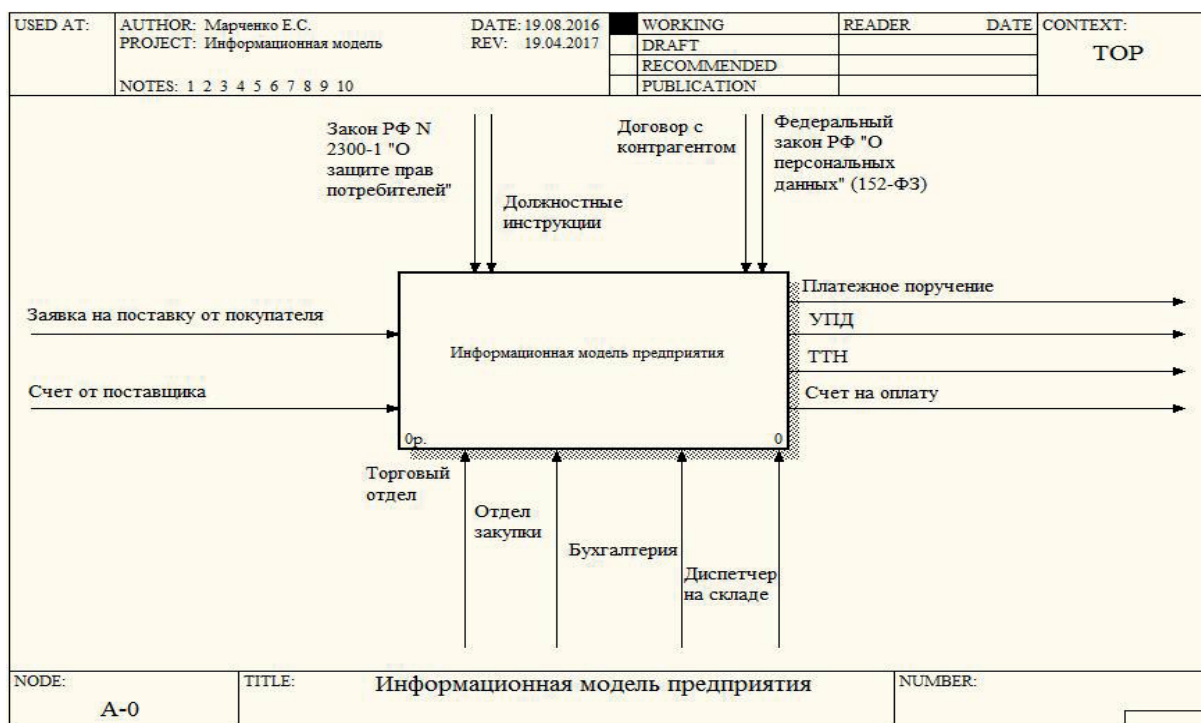 USED AT:
AUTHOR: Марченко Е.С.
DATE: 19.08.2016
PROJECT: Информационная модель
REV: 19.04.2017
NOTES: 1 2 3 4 5 6 7 8 9 10
WORKING
DRAFT
RECOMMENDED
PUBLICATION
READER
DATE
CONTEXT:
TOP
Закон РФ N
2300-1 "О
защите прав
потребителей"
Должностные
инструкции
Договор с
контрагентом
Федеральный
закон РФ "О
персональных
данных" (152-ФЗ)
Заявка на поставку от покупателя
Счет от поставщика
Информационная модель предприятия
0р.
0
Платежное поручение
УПД
ТТН
Счет на оплату
Торговый
отдел
Отдел
закупки
Бухгалтерия
Диспетчер
на складе
NODE:
A-0
TITLE:
Информационная модель предприятия
NUMBER: